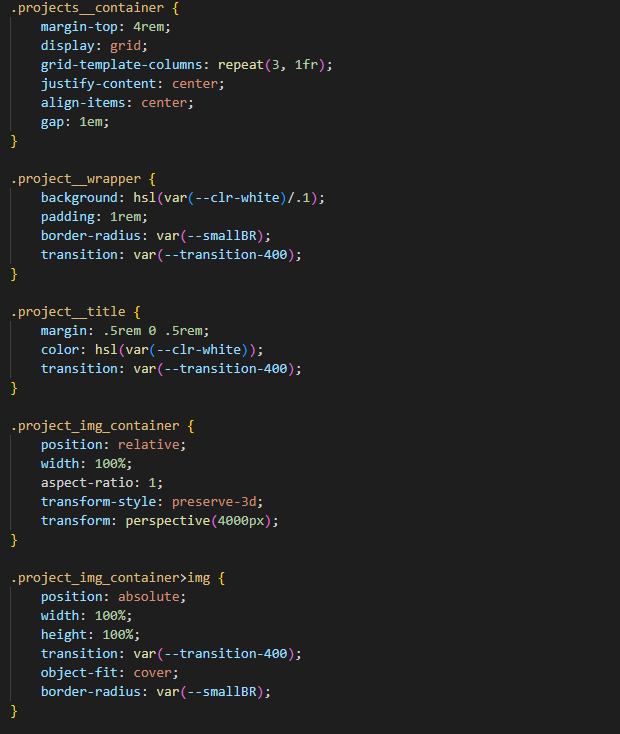 .projects__container {
    margin-top: 4rem;
    display: grid;
    grid-template-columns: repeat(3, 1fr);
    justify-content: center;
    align-items: center;
    gap: 1em;
}

.project__wrapper {
    background: hsl(var(--clr-white)/.1);
    padding: 1rem;
    border-radius: var(--smallBR);
    transition: var(--transition-400);
}

.project__title {
    margin: .5rem 0 .5rem;
    color: hsl(var(--clr-white));
    transition: var(--transition-400);
}

.project_img_container {
    position: relative;
    width: 100%;
    aspect-ratio: 1;
    transform-style: preserve-3d;
    transform: perspective(4000px);
}

.project_img_container>img {
    position: absolute;
    width: 100%;
    height: 100%;
    transition: var(--transition-400);
    object-fit: cover;
    border-radius: var(--smallBR);
}